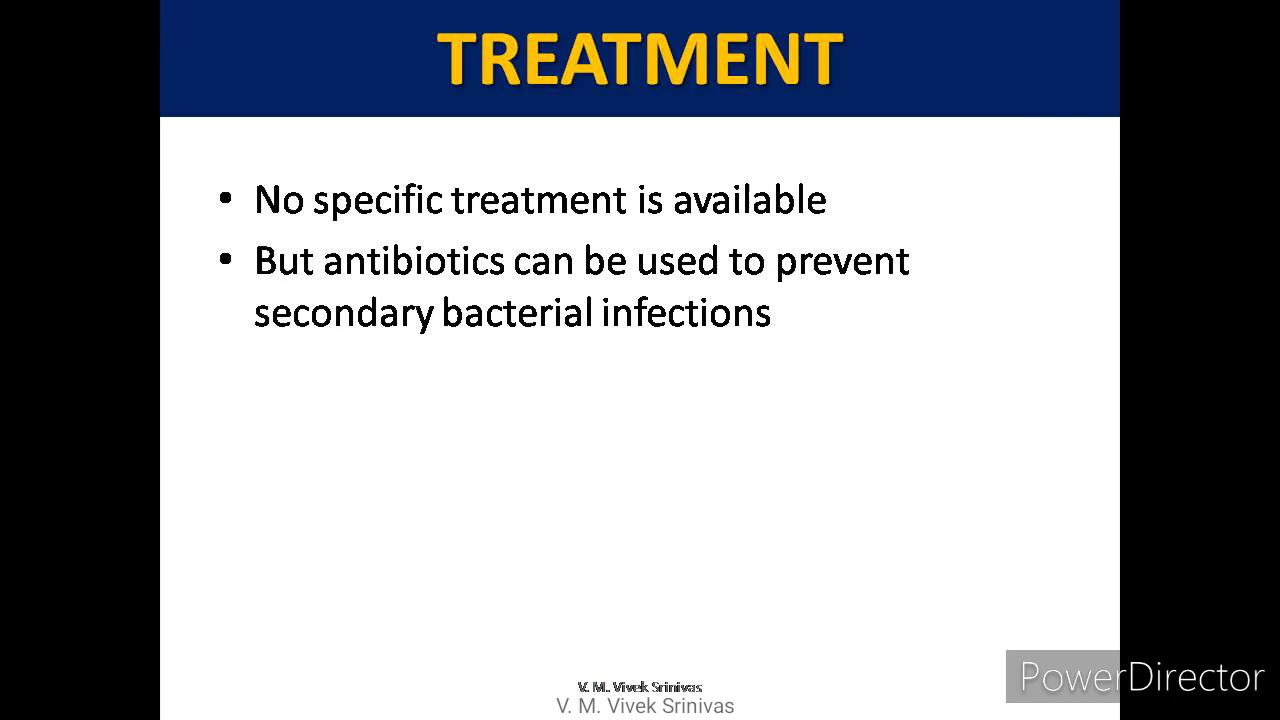 TREATMENT
• No specific treatment is available
• But antibiotics can be used to prevent
secondary bacterial infections
V. M. Vivek Srinivas
V. M. Vivek Srinivas
PowerDirector